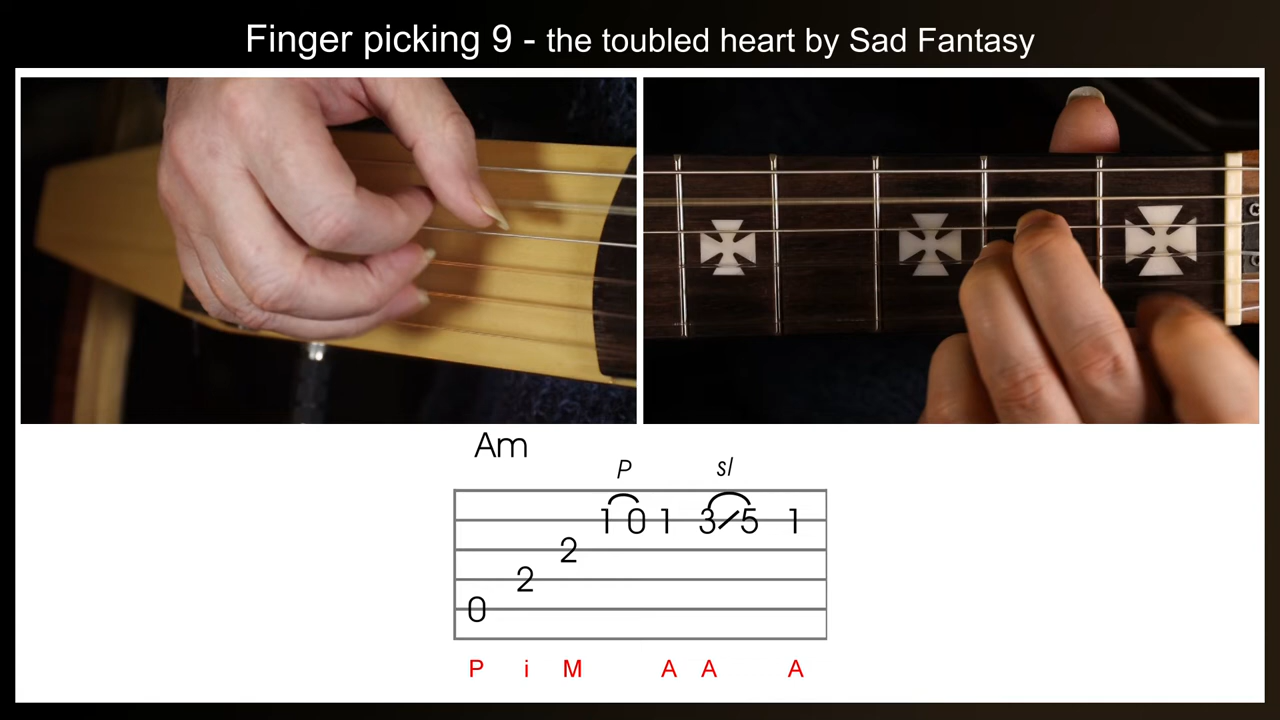 Finger picking 9 - the toubled heart by Sad Fantasy
Am
P sl
1 0 1 3/5 1
2
2
0
P i M A A A